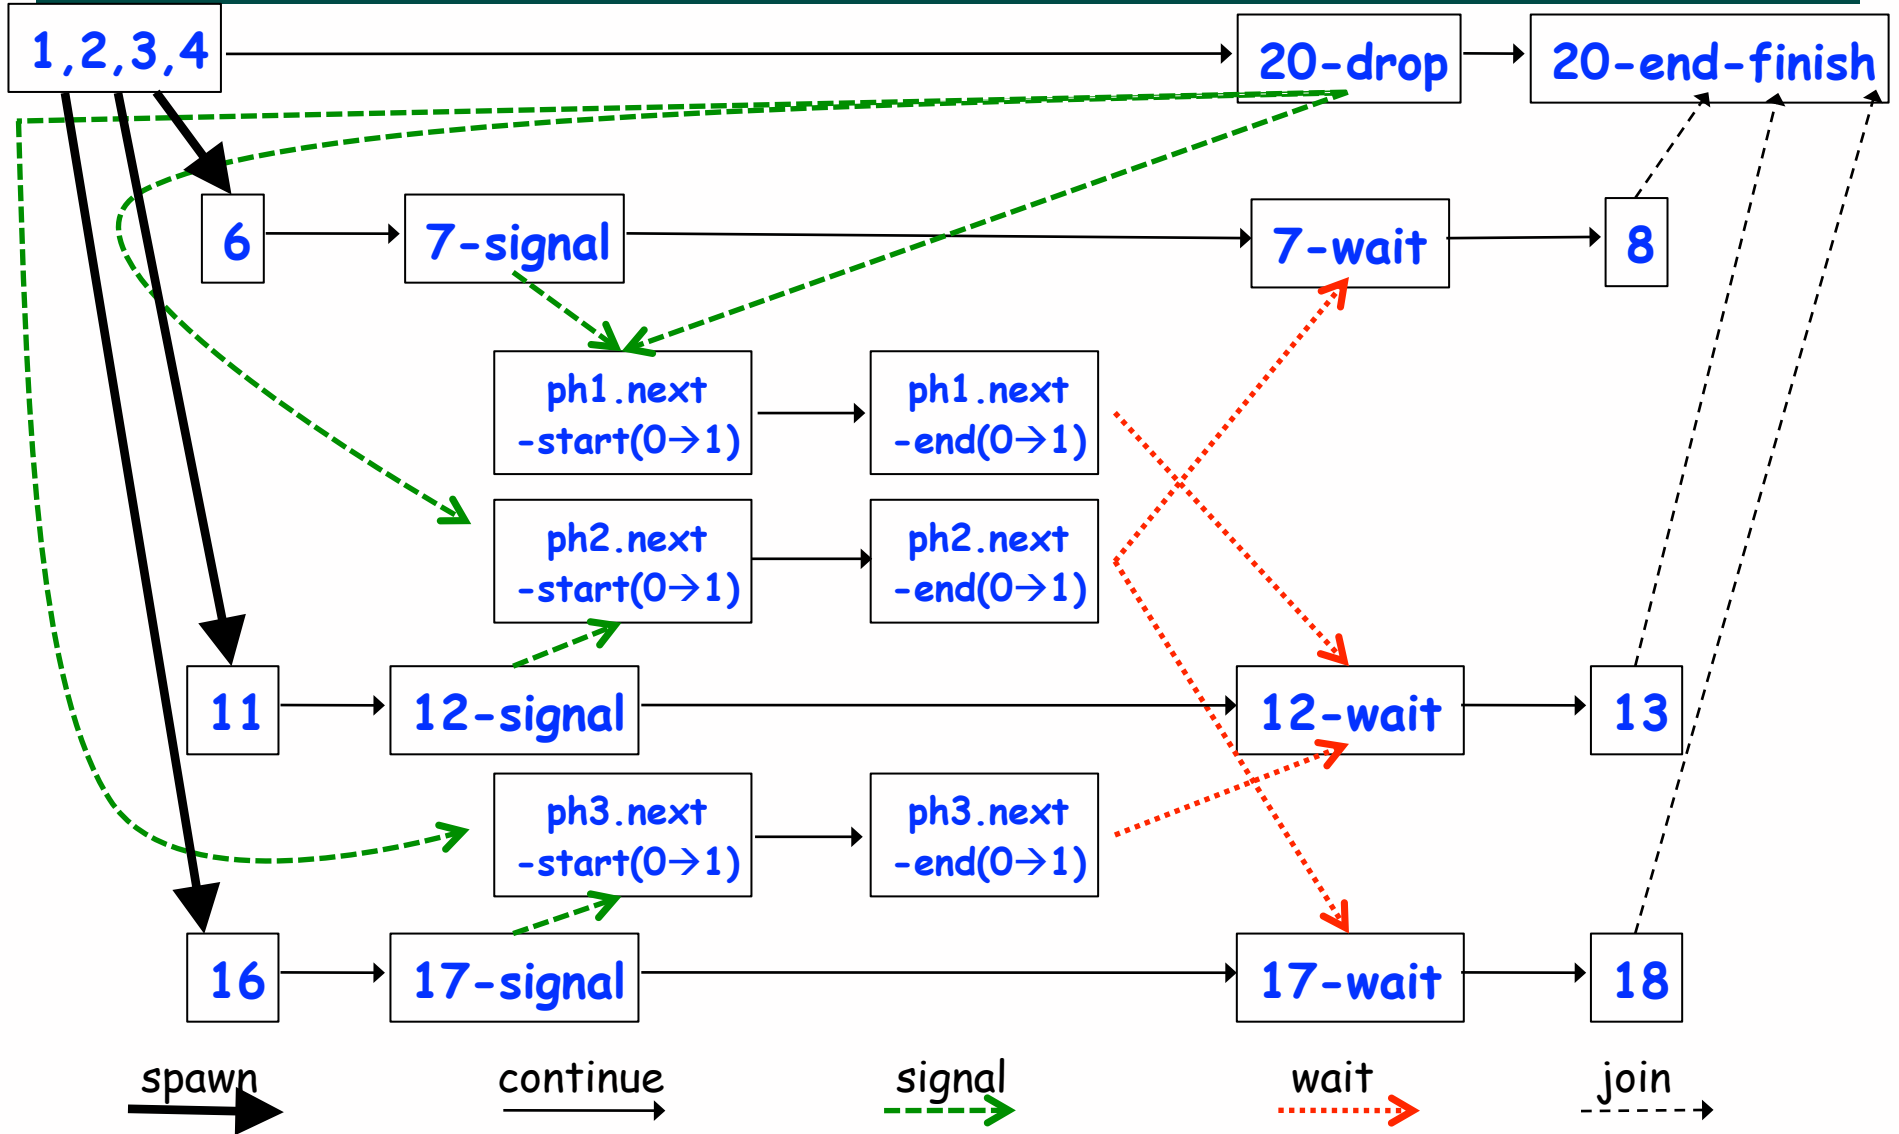 1,2,3,4
20-drop
20-end-finish
6
7-signal
7-wait
8
ph1.next
-start(0→1)
ph1.next
-end(0→1)
ph2.next
-start(0→1)
ph2.next
-end(0→1)
11
12-signal
12-wait
13
ph3.next
-start(0→1)
ph3.next
-end(0→1)
16
17-signal
17-wait
18
spawn
continue
signal
wait
join